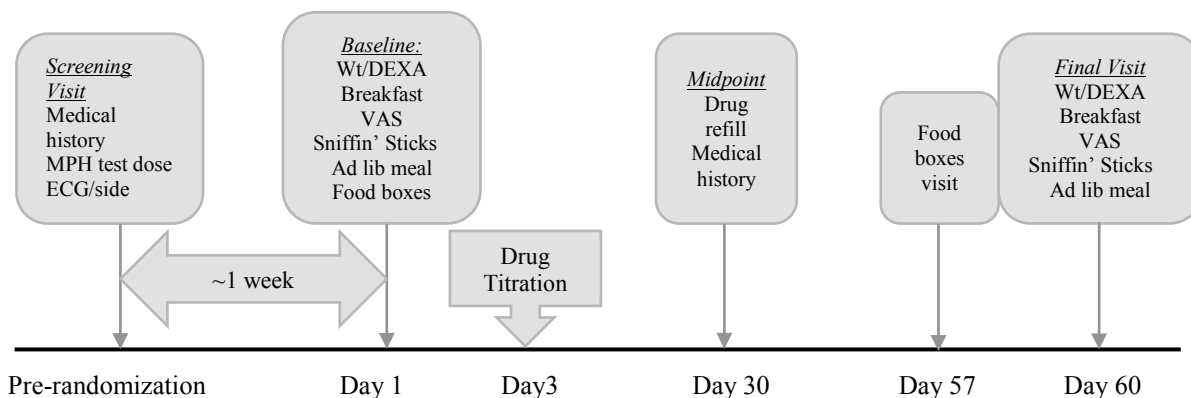 Screening
Visit
Medical
history
MPH test dose
ECG/side
Baseline:
Wt/DEXA
Breakfast
VAS
Sniffin’ Sticks
Ad lib meal
Food boxes
Midpoint
Drug
refill
Medical
history
Food
boxes
visit
Final Visit
Wt/DEXA
Breakfast
VAS
Sniffin’ Sticks
Ad lib meal
~1 week
Drug
Titration
Pre-randomization
Day 1
Day3
Day 30
Day 57
Day 60